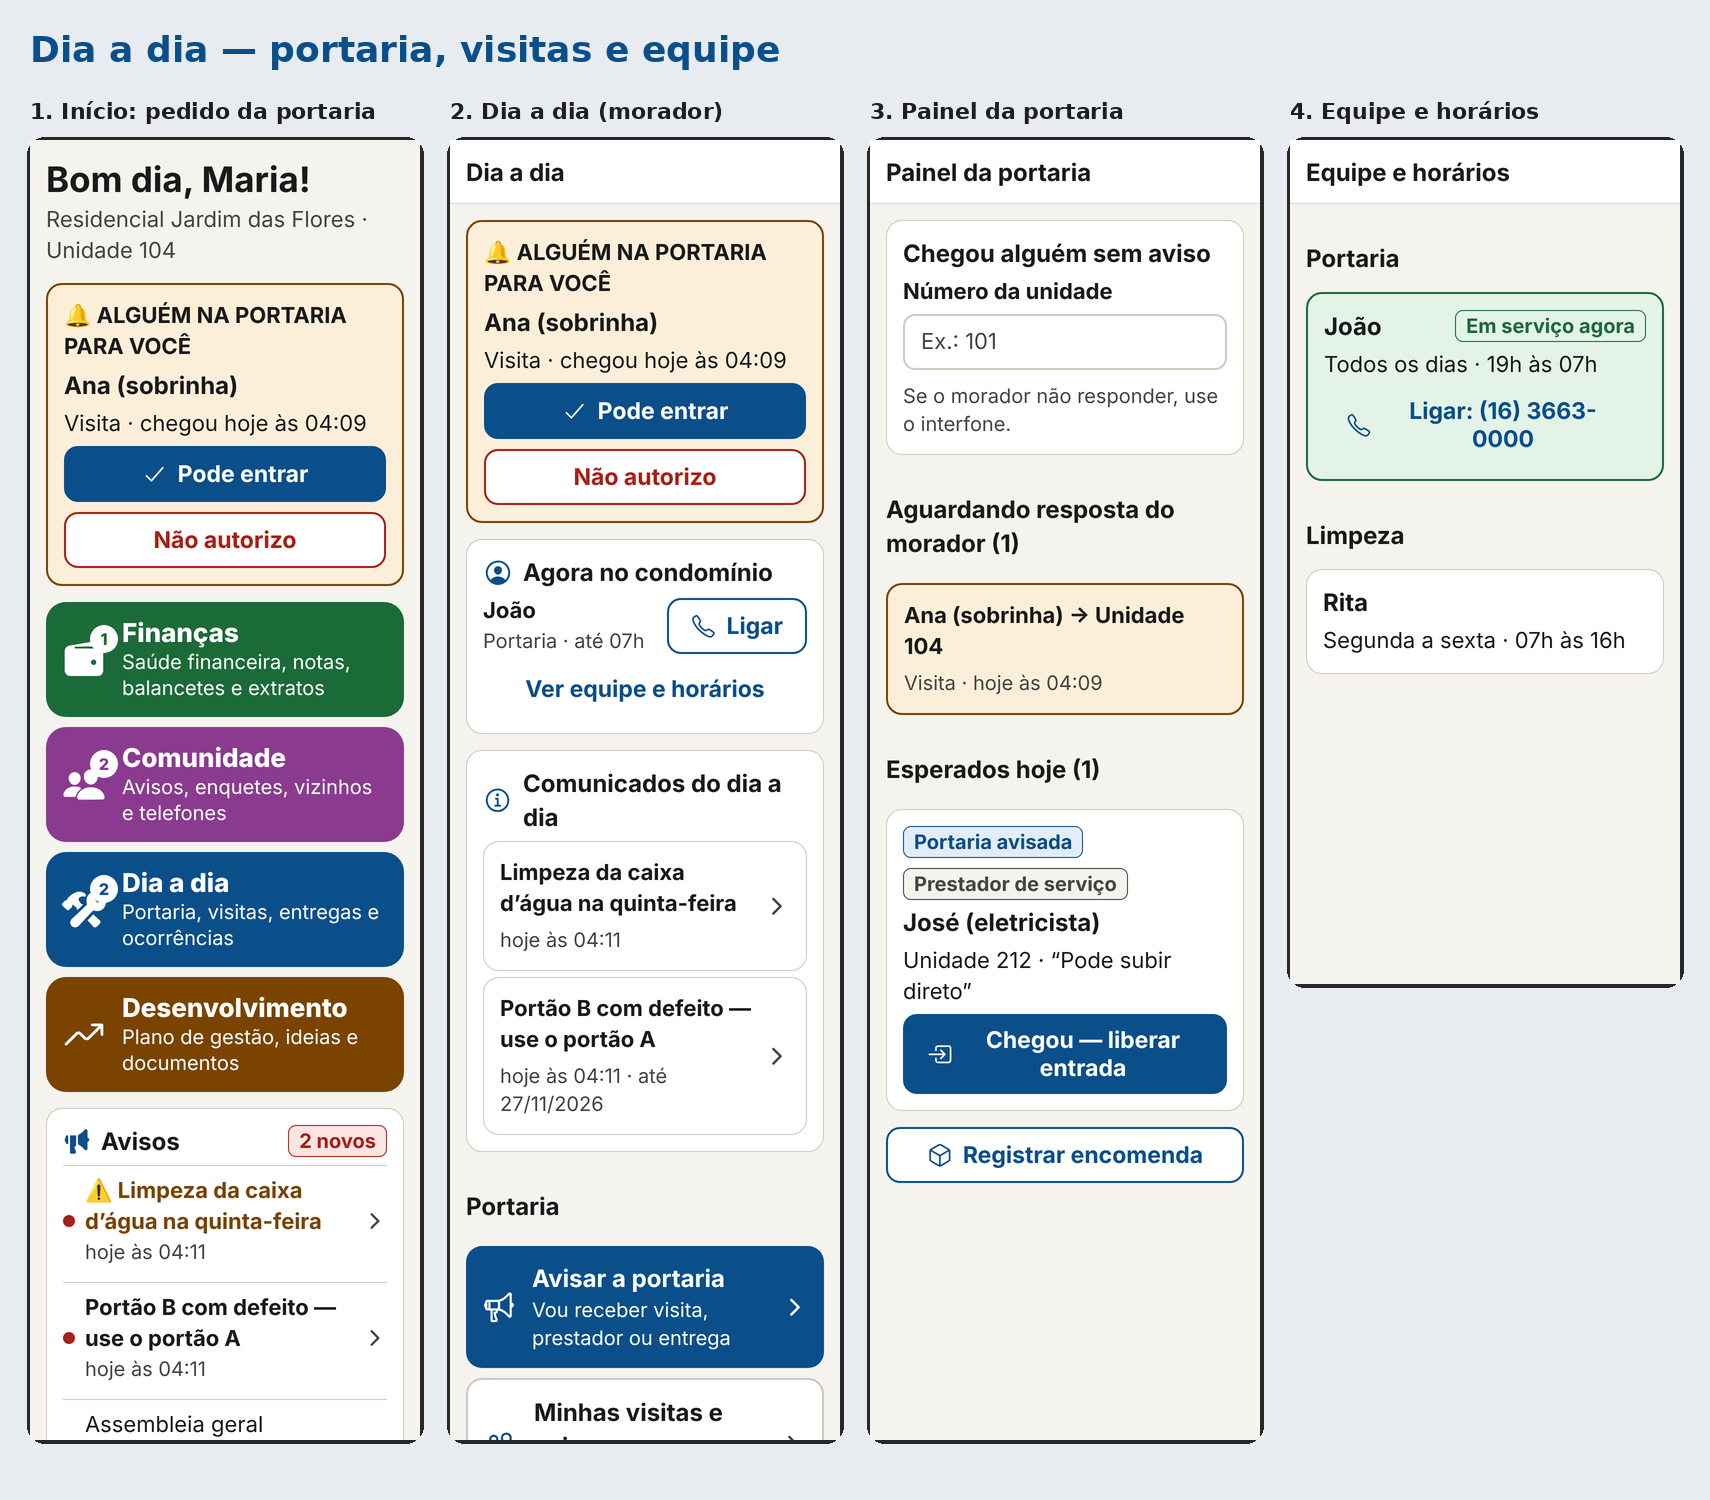 Dia a dia — portaria, visitas e equipe
1. Início: pedido da portaria
Bom dia, Maria!
Residencial Jardim das Flores ·
Unidade 104
🔔 ALGUÉM NA PORTARIA
PARA VOCÊ
Ana (sobrinha)
Visita · chegou hoje às 04:09
Pode entrar
Não autorizo
1
Finanças
Saúde financeira, notas,
balancetes e extratos
2
Comunidade
Avisos, enquetes, vizinhos
e telefones
2
Dia a dia
Portaria, visitas, entregas e
ocorrências
Desenvolvimento
Plano de gestão, ideias e
documentos
Avisos
2 novos
⚠️ Limpeza da caixa
d’água na quinta-feira
hoje às 04:11
Portão B com defeito —
use o portão A
hoje às 04:11
Assembleia geral
2. Dia a dia (morador)
Dia a dia
🔔 ALGUÉM NA PORTARIA
PARA VOCÊ
Ana (sobrinha)
Visita · chegou hoje às 04:09
Pode entrar
Não autorizo
Agora no condomínio
João
Portaria · até 07h
Ligar
Ver equipe e horários
Comunicados do dia a
dia
Limpeza da caixa
d’água na quinta-feira
hoje às 04:11
Portão B com defeito —
use o portão A
hoje às 04:11 · até
27/11/2026
Portaria
Avisar a portaria
Vou receber visita,
prestador ou entrega
Minhas visitas e
3. Painel da portaria
Painel da portaria
Chegou alguém sem aviso
Número da unidade
Ex.: 101
Se o morador não responder, use
o interfone.
Aguardando resposta do
morador (1)
Ana (sobrinha) → Unidade
104
Visita · hoje às 04:09
Esperados hoje (1)
Portaria avisada
Prestador de serviço
José (eletricista)
Unidade 212 · “Pode subir
direto”
Chegou — liberar
entrada
Registrar encomenda
4. Equipe e horários
Equipe e horários
Portaria
João
Em serviço agora
Todos os dias · 19h às 07h
Ligar: (16) 3663-
0000
Limpeza
Rita
Segunda a sexta · 07h às 16h